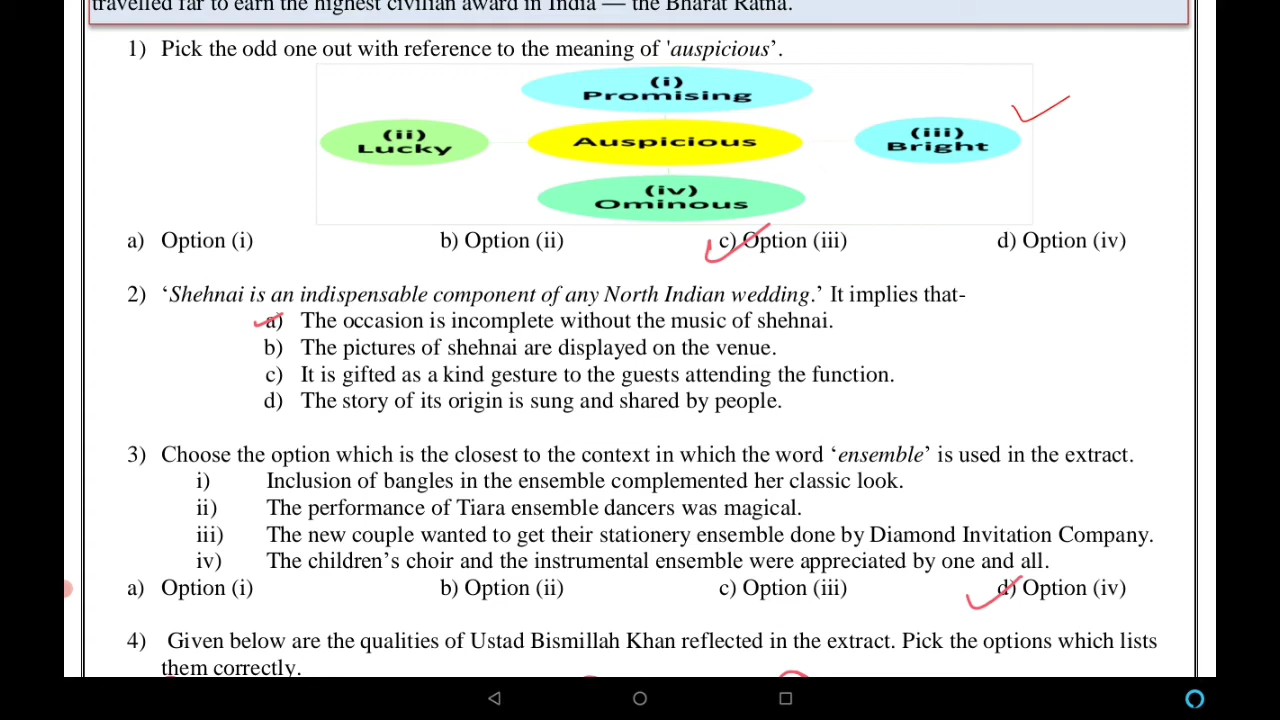 travelled far to earn the highest civilian award in India — the Bharat Ratna.
1) Pick the odd one out with reference to the meaning of 'auspicious’.
(i)
Promising
(ii)
Lucky
Auspicious
(iii)
Bright
(iv)
Ominous
a) Option (i) b) Option (ii) c) Option (iii) d) Option (iv)
2) ‘Shehnai is an indispensable component of any North Indian wedding.’ It implies that-
a) The occasion is incomplete without the music of shehnai.
b) The pictures of shehnai are displayed on the venue.
c) It is gifted as a kind gesture to the guests attending the function.
d) The story of its origin is sung and shared by people.
3) Choose the option which is the closest to the context in which the word ‘ensemble’ is used in the extract.
i) Inclusion of bangles in the ensemble complemented her classic look.
ii) The performance of Tiara ensemble dancers was magical.
iii) The new couple wanted to get their stationery ensemble done by Diamond Invitation Company.
iv) The children’s choir and the instrumental ensemble were appreciated by one and all.
a) Option (i) b) Option (ii) c) Option (iii) d) Option (iv)
4) Given below are the qualities of Ustad Bismillah Khan reflected in the extract. Pick the options which lists
them correctly.